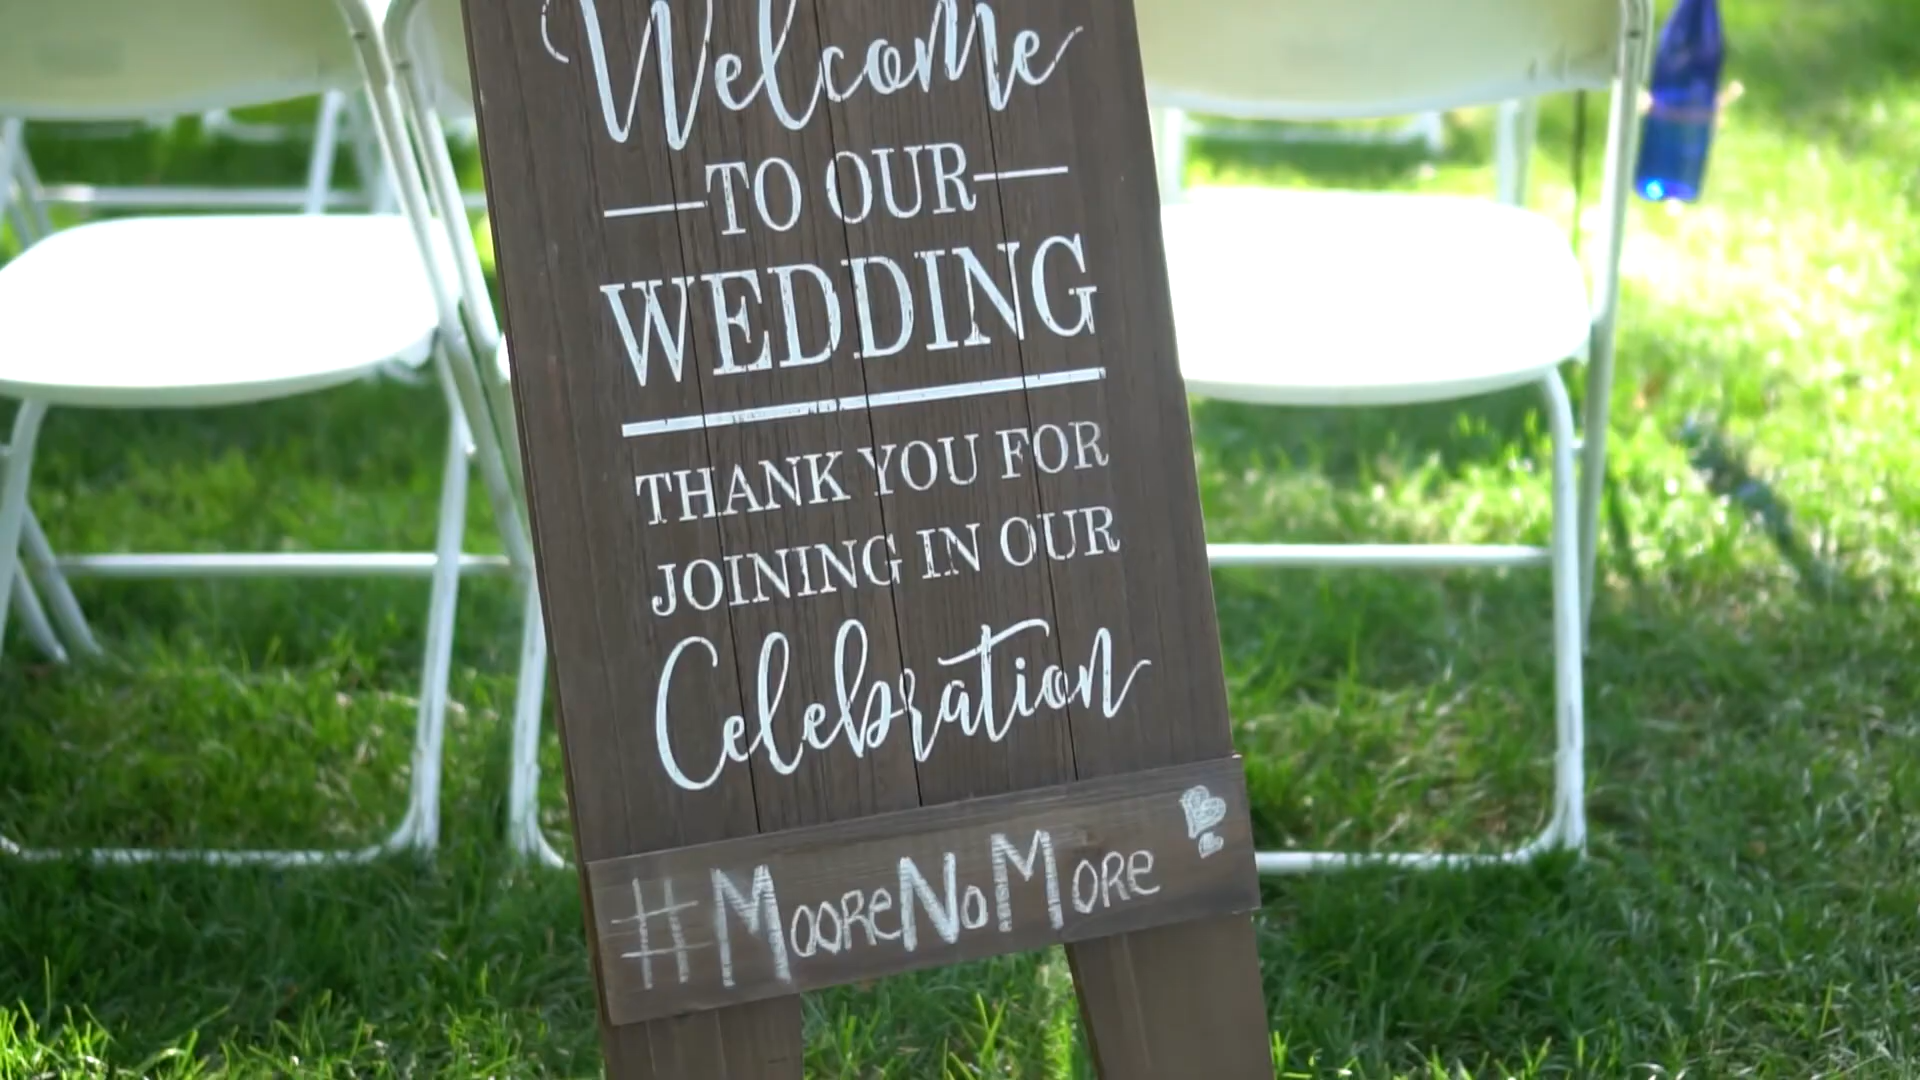 Welcome
TO OUR
WEDDING
THANK YOU FOR
JOINING IN OUR
Celebration
#MooReNoMoRe